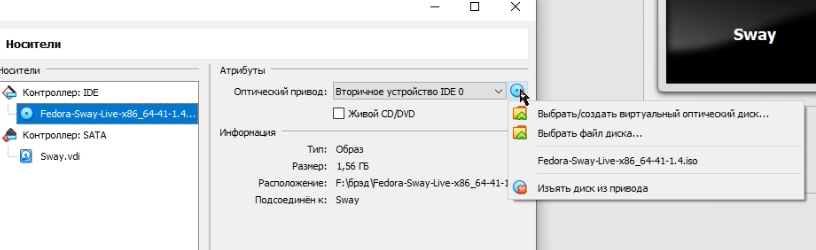 Sway
Носители
Носители
Контроллер: IDE
Fedora-Sway-Live-x86_64-41-1.4...
Контроллер: SATA
Sway.vdi
Атрибуты
Оптический привод: Вторичное устройство IDE 0
Живой CD/DVD
Информация
Тип: Образ
Размер: 1,56 ГБ
Расположение: F:\брэд\Fedora-Sway-Live-x86_64-41-1
Подсоединён к: Sway
Выбрать/создать виртуальный оптический диск...
Выбрать файл диска...
Fedora-Sway-Live-x86_64-41-1.4.iso
Изъять диск из привода